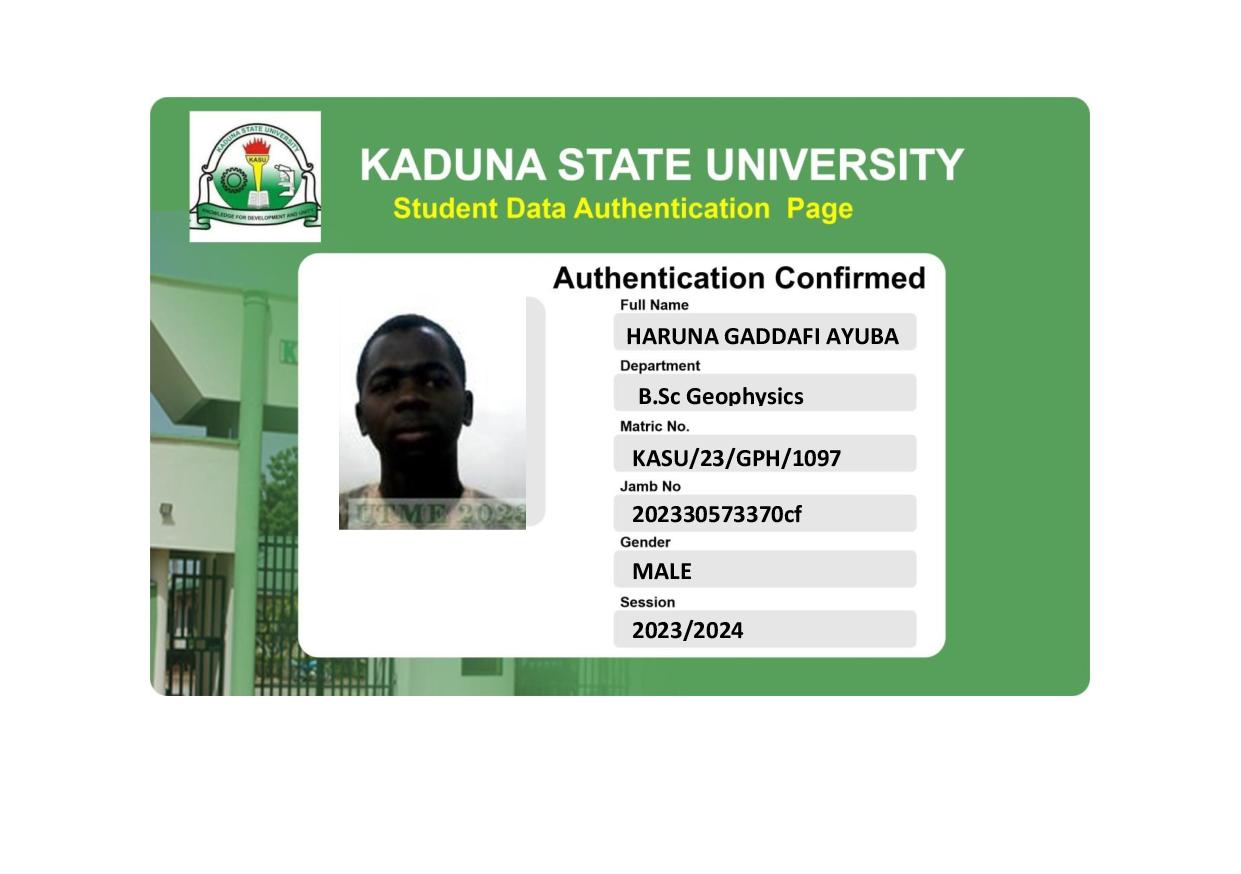 KADUNA STATE UNIVERSITY
KASU
KNOWLEDGE FOR DEVELOPMENT AND UNITY
KADUNA STATE UNIVERSITY
Student Data Authentication Page
Authentication Confirmed
Full Name
HARUNA GADDAFI AYUBA
Department
B.Sc Geophysics
Matric No.
KASU/23/GPH/1097
Jamb No
202330573370cf
Gender
MALE
Session
2023/2024
UTME 2023
K